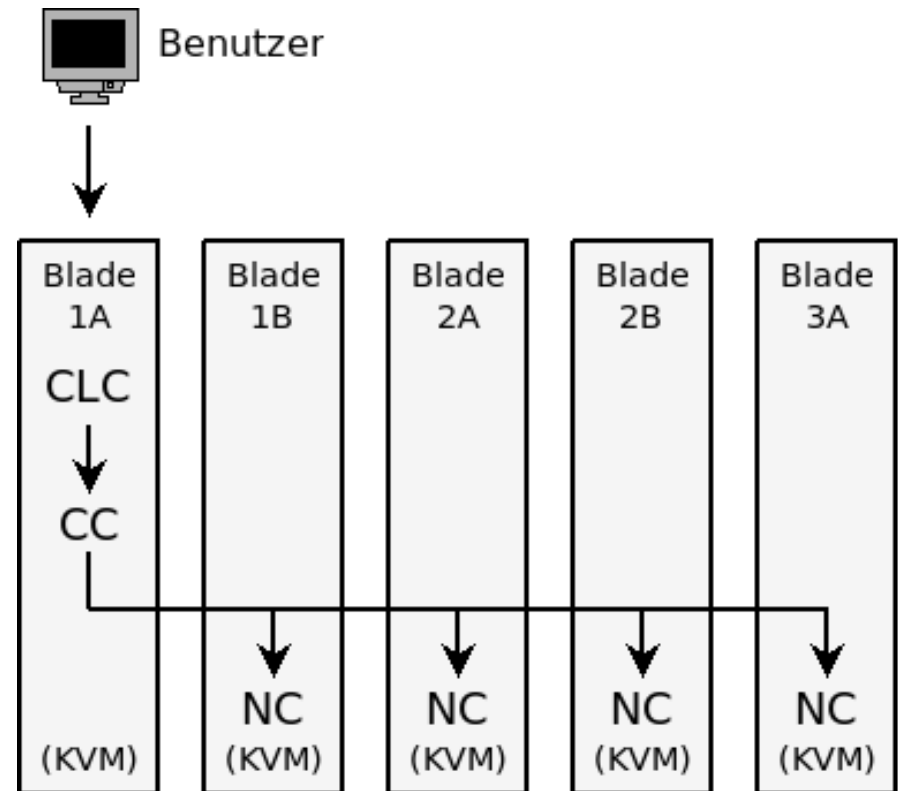 Benutzer
Blade
1A
CLC
CC
(KVM)
Blade
1B
NC
(KVM)
Blade
2A
NC
(KVM)
Blade
2B
NC
(KVM)
Blade
3A
NC
(KVM)